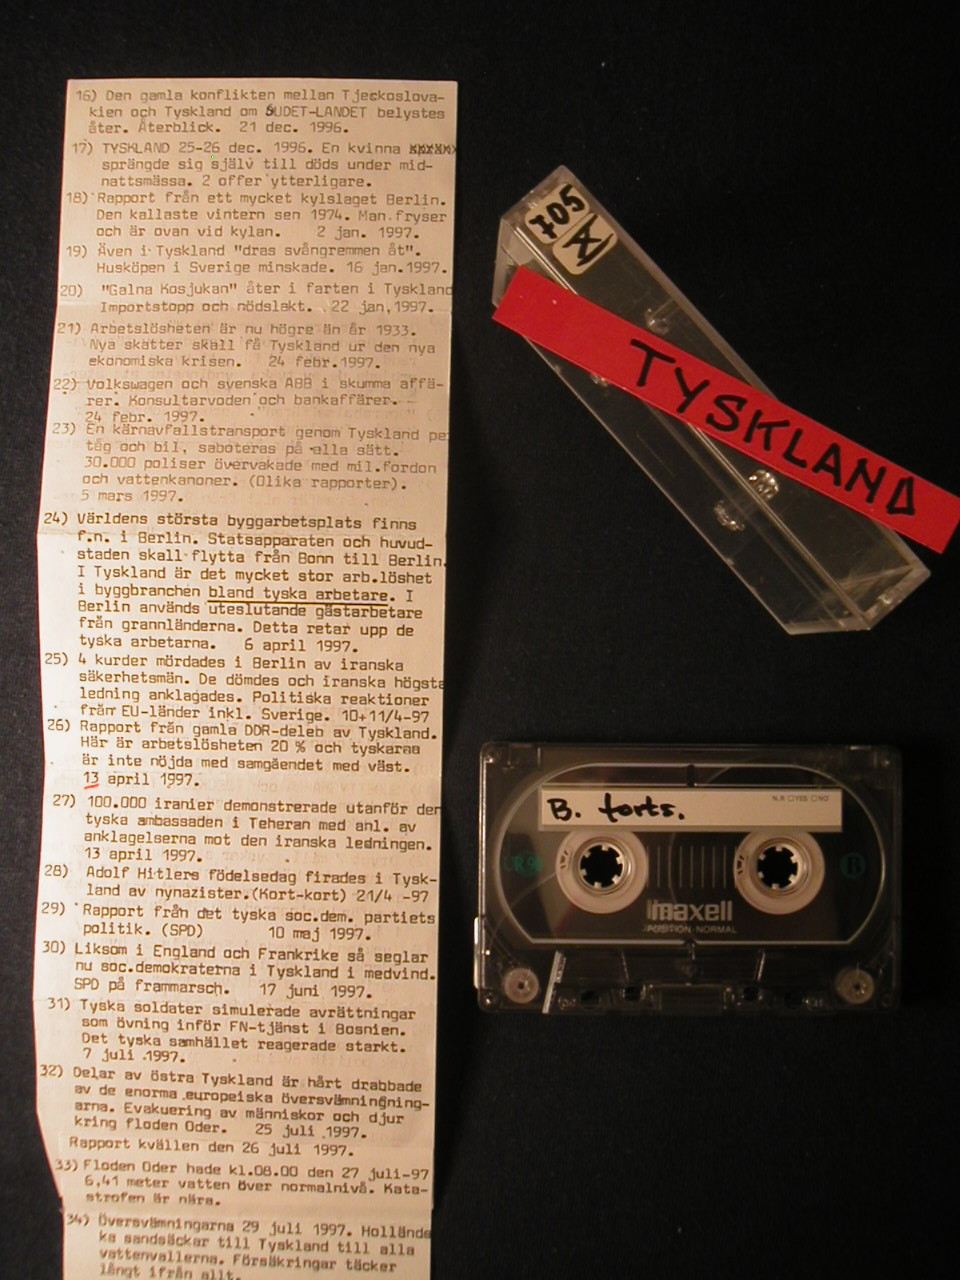 16) Den gamla konflikten mellan Tjeckoslova-
kien och Tyskland om SUDET-LANDET belystes
åter. Återblick. 21 dec. 1996.
17) TYSKLAND 25-26 dec. 1996. En kvinna
sprängde sig själv till döds under mid-
nattsmässa. 2 offer ytterligare.
18) Rapport från ett mycket kylslaget Berlin.
Den kallaste vintern sen 1974. Man fryser
och är ovan vid kylan. 2 jan. 1997.
19) Även i Tyskland "dras svångremmen åt".
Husköpen i Sverige minskade. 16 jan.1997.
20) "Galna Kosjukan" åter i farten i Tyskland
Importstopp och nödslakt. 22 jan,1997.
21) Arbetslösheten är nu högre än år 1933.
Nya skatter skall få Tyskland ur den nya
ekonomiska krisen. 24 febr.1997.
22) Volkswagen och svenska ABB i skumma affä-
rer. Konsultarvoden och bankaffärer.
24 febr. 1997.
23) En kärnavfallstransport genom Tyskland pe
tåg och bil, saboteras på alla sätt.
30.000 poliser övervakade med mil.fordon
och vattenkanoner. (Olika rapporter).
5 mars 1997.
24) Världens största byggarbetsplats finns
f.n. i Berlin. Statsapparaten och huvud-
staden skall flytta från Bonn till Berlin.
I Tyskland är det mycket stor arb.löshet
i byggbranchen bland tyska arbetare. I
Berlin används uteslutande gästarbetare
från grannländerna. Detta retar upp de
tyska arbetarna. 6 april 1997.
25) 4 kurder mördades i Berlin av iranska
säkerhetsmän. De dömdes och iranska högsta
ledning anklagades. Politiska reaktioner
från EU-länder inkl. Sverige. 10+11/4-97
26) Rapport från gamla DDR-deleb av Tyskland.
Här är arbetslösheten 20 % och tyskarna
är inte nöjda med samgåendet med väst.
13 april 1997.
27) 100.000 iranier demonstrerade utanför den
tyska ambassaden i Teheran med anl. av
anklagelserna mot den iranska ledningen.
13 april 1997.
28) Adolf Hitlers födelsedag firades i Tysk-
land av nynazister.(Kort-kort) 21/4 -97
29) Rapport från det tyska soc.dem. partiets
politik. (SPD) 10 maj 1997.
30) Liksom i England och Frankrike så seglar
nu soc.demokraterna i Tyskland i medvind.
SPD på frammarsch. 17 juni 1997.
31) Tyska soldater simulerade avrättningar
som övning inför FN-tjänst i Bosnien.
Det tyska samhället reagerade starkt.
7 juli 1997.
32) Delar av östra Tyskland är hårt drabbade
av de enorma europeiska översvämningning-
arna. Evakuering av människor och djur
kring floden Oder. 25 juli 1997.
Rapport kvällen den 26 juli 1997.
33) Floden Oder hade kl.08.00 den 27 juli-97
6,41 meter vatten över normalnivå. Kata-
strofen är nära.
34) Översvämningarna 29 juli 1997. Hollände
ka sandsäckar till Tyskland till alla
vattenvallerna. Försäkringar täcker
långt ifrån allt.
705
A
TYSKLAND
B. forts.
N.R □YES □NO
UR90
maxell
POSITION·NORMAL